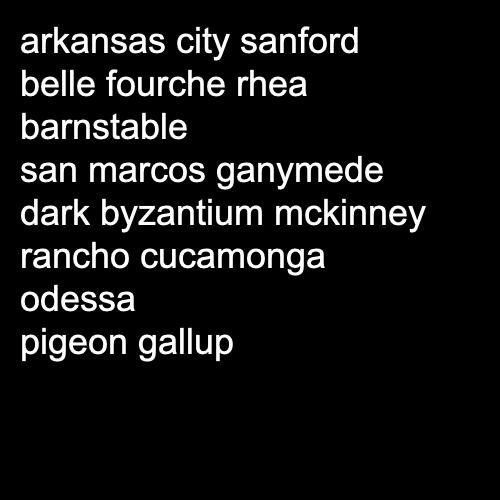 arkansas city sanford
belle fourche rhea
barnstable
san marcos ganymede
dark byzantium mckinney
rancho cucamonga
odessa
pigeon gallup